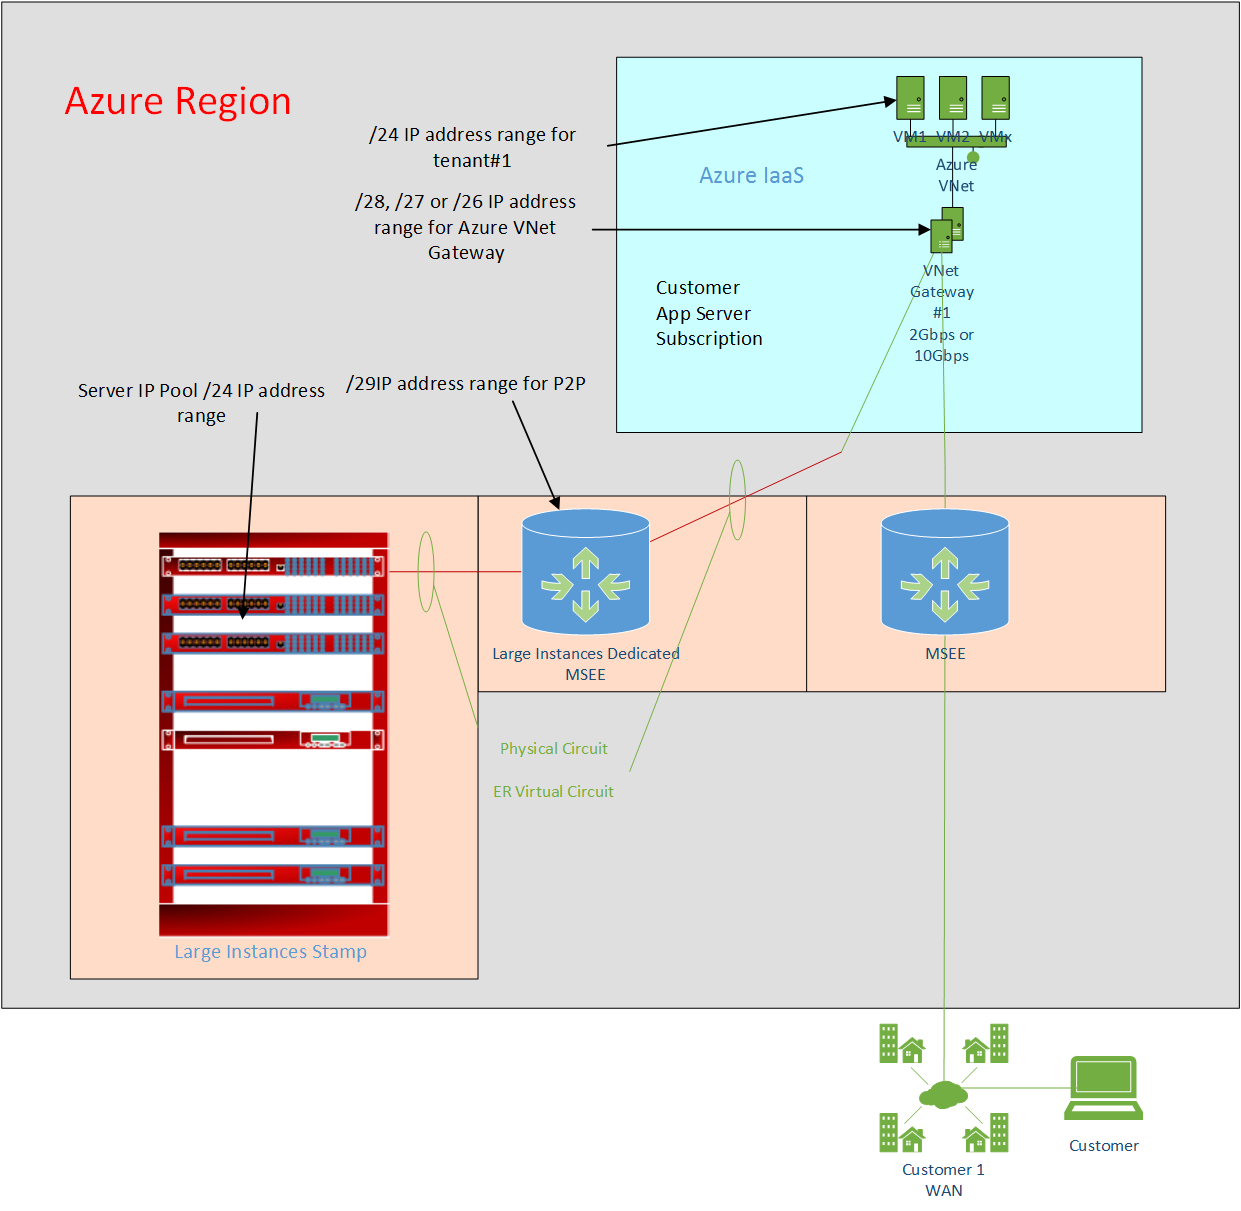 Azure Region
/24 IP address range for
tenant#1
/28, /27 or /26 IP address
range for Azure VNet
Gateway
Azure IaaS
VM1 VM2 VMx
Azure
VNet
VNet
Gateway
#1
2Gbps or
10Gbps
Customer
App Server
Subscription
Server IP Pool /24 IP address
range
/29IP address range for P2P
Large Instances Dedicated
MSEE
MSEE
Physical Circuit
ER Virtual Circuit
Large Instances Stamp
Customer 1
WAN
Customer